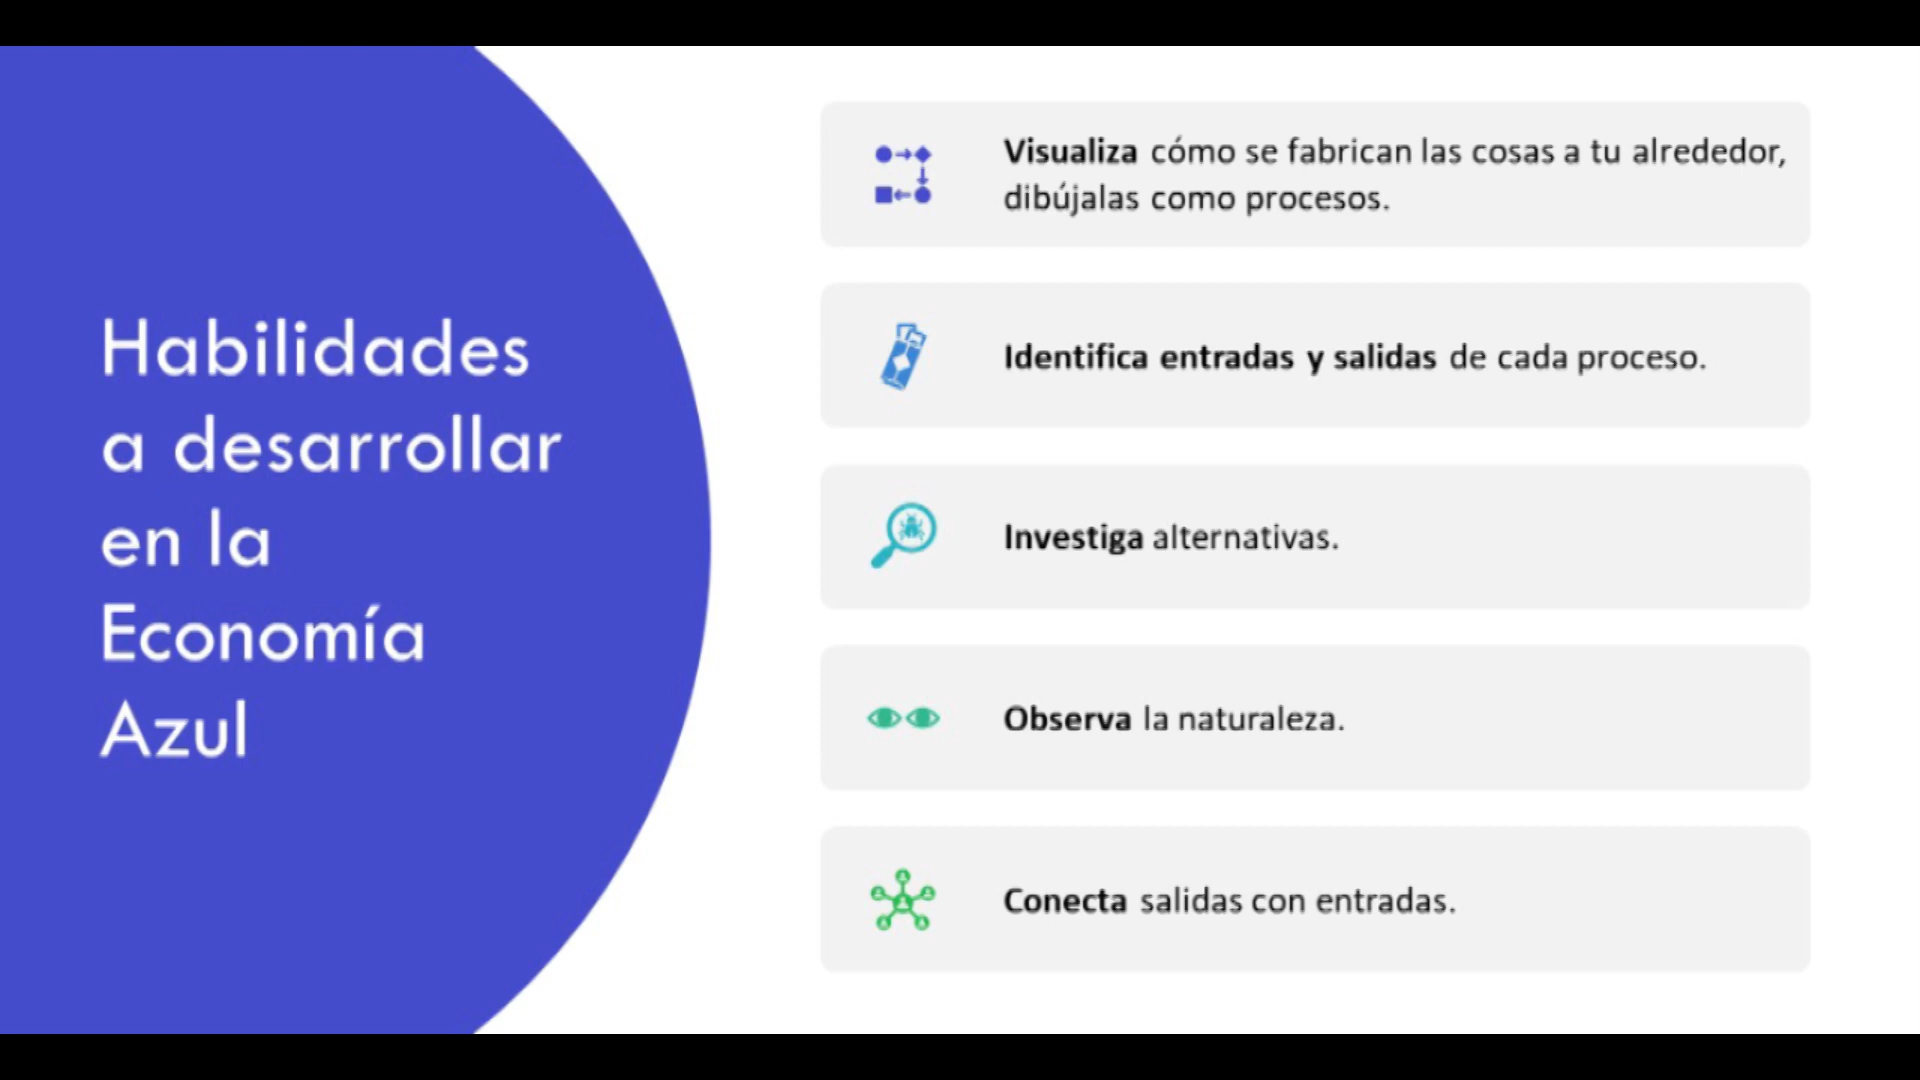 Habilidades
a desarrollar
en la
Economía
Azul
Visualiza cómo se fabrican las cosas a tu alrededor,
dibújalas como procesos.
Identifica entradas y salidas de cada proceso.
Investiga alternativas.
Observa la naturaleza.
Conecta salidas con entradas.